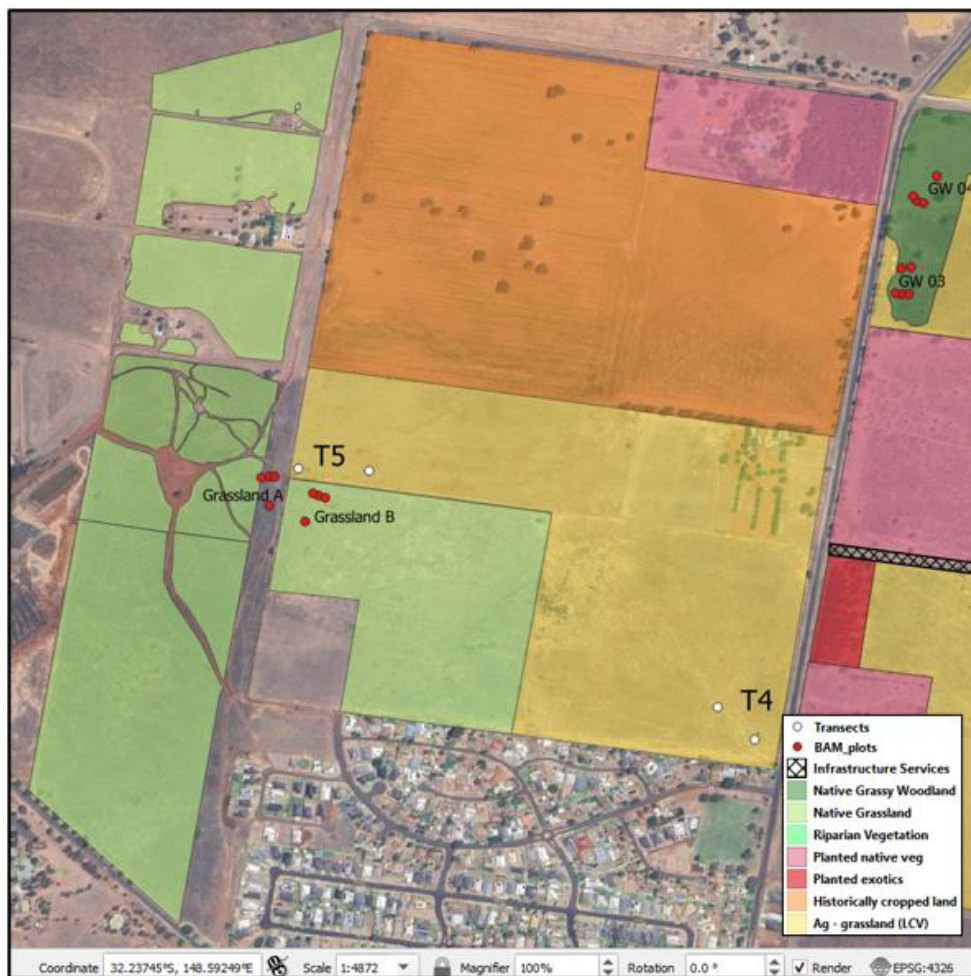 GW 04
GW 03
T5
Grassland A
Grassland B
T4
Transects
BAM_plots
Infrastructure Services
Native Grassy Woodland
Native Grassland
Riparian Vegetation
Planted native veg
Planted exotics
Historically cropped land
Ag - grassland (LCV)
Coordinate 32.23745°S, 148.59249°E Scale 1:4872 Magnifier 100% Rotation 0.0 ° Render EPSG:4326